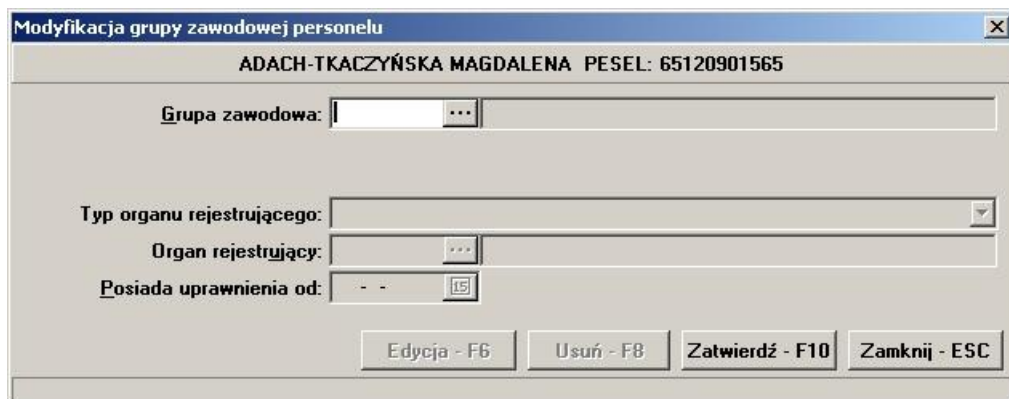 Modyfikacja grupy zawodowej personelu
ADACH-TKACZYŃSKA MAGDALENA PESEL: 65120901565
Grupa zawodowa: ...
Typ organu rejestrującego:
Organ rejestrujący: ...
Posiada uprawnienia od: - - 15
Edycja - F6 Usuń - F8 Zatwierdź - F10 Zamknij - ESC